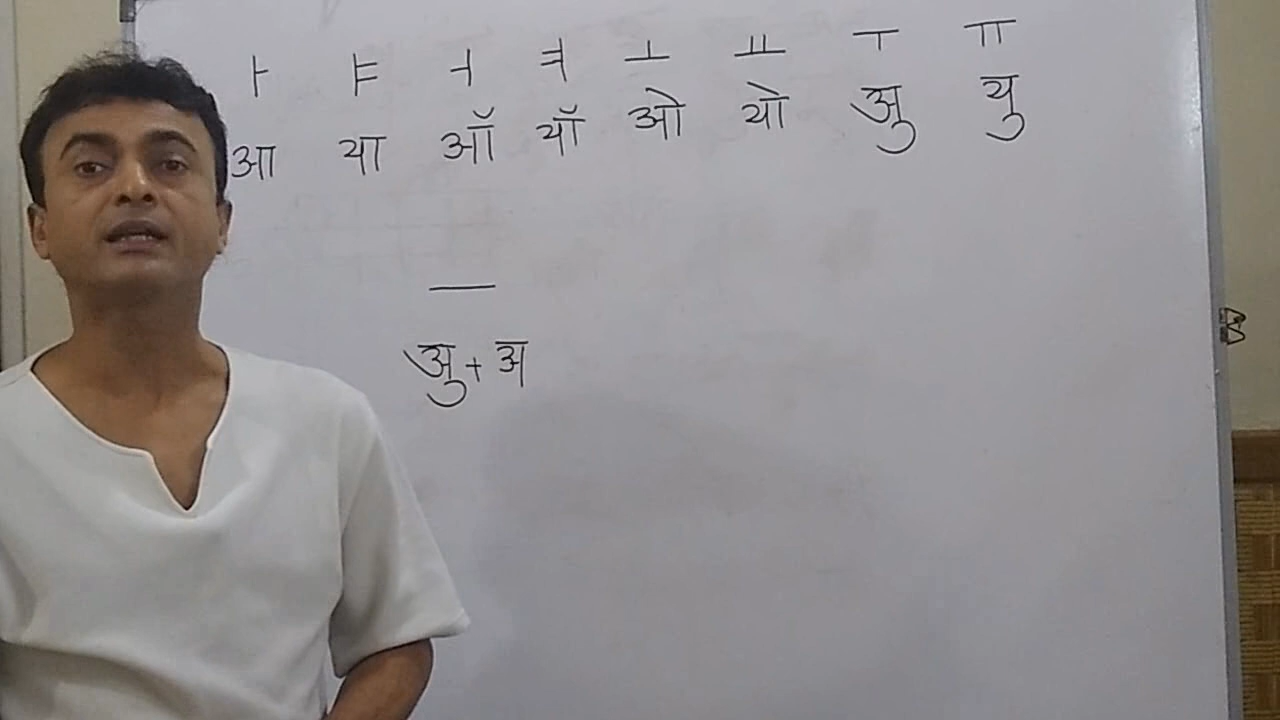 ㅏ ㅑ ㅓ ㅕ ㅗ ㅛ ㅜ ㅠ
आ या ऑ यॉ ओ यो अु यु
ㅡ
अु + अ